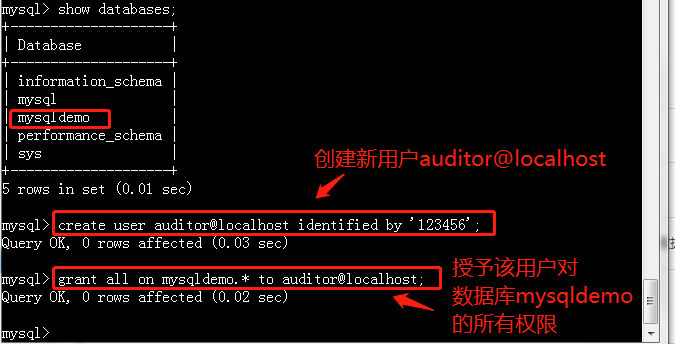 mysql> show databases;
+--------------------+
| Database           |
+--------------------+
| information_schema |
| mysql              |
| mysqldemo          |
| performance_schema |
| sys                |
+--------------------+
5 rows in set (0.01 sec)
创建新用户auditor@localhost
mysql> create user auditor@localhost identified by '123456';
Query OK, 0 rows affected (0.03 sec)
mysql> grant all on mysqldemo.* to auditor@localhost;
Query OK, 0 rows affected (0.02 sec)
授予该用户对
数据库mysqldemo
的所有权限
mysql>